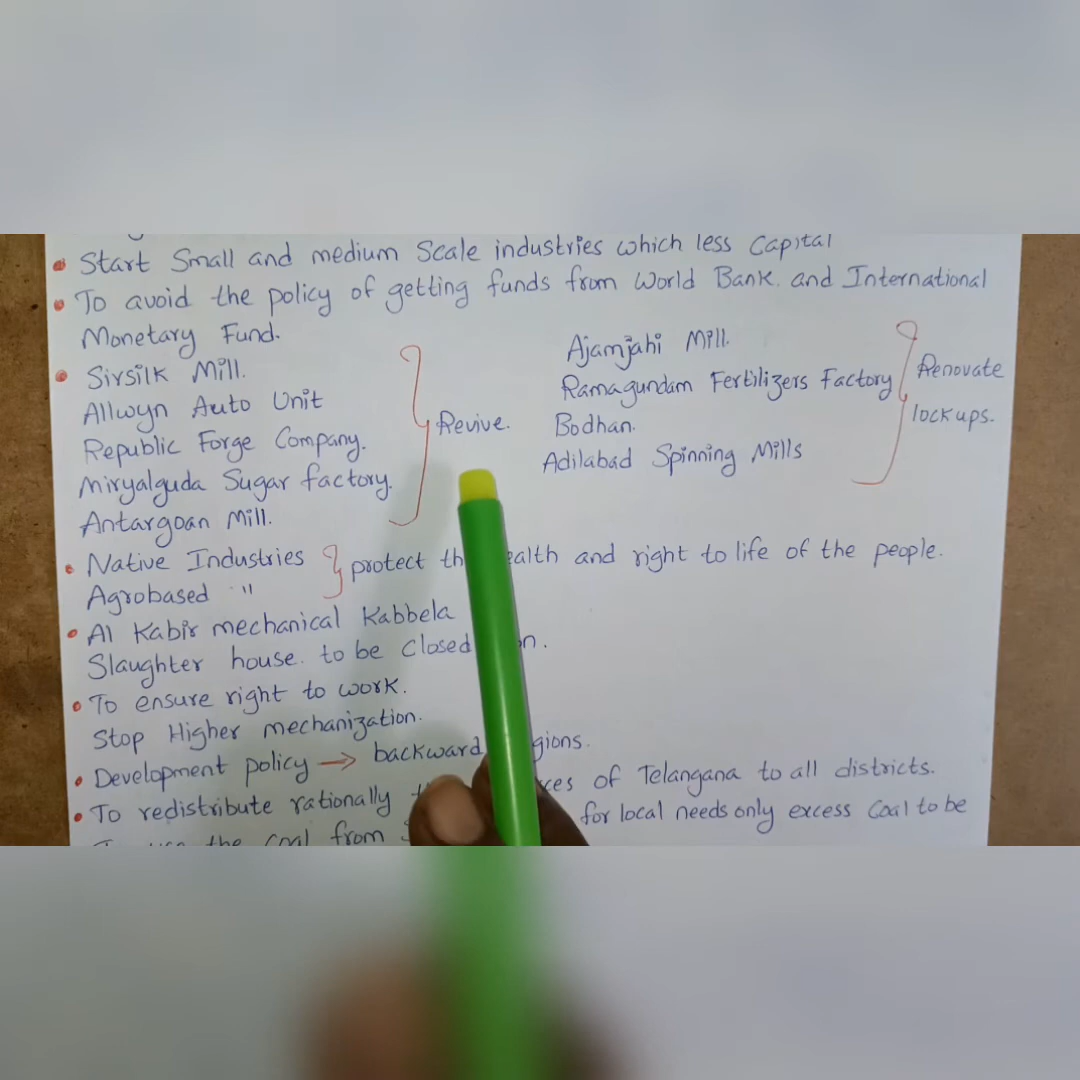 Start Small and medium Scale industries which less Capital
To avoid the policy of getting funds from World Bank. and International
Monetary Fund.
Sirsilk Mill.
Allwyn Auto Unit
Republic Forge Company.
Miryalguda Sugar factory.
Antargoan Mill.
Revive.
Ajamjahi Mill.
Ramagundam Fertilizers Factory
Bodhan.
Adilabad Spinning Mills
Renovate
lockups.
Native Industries
Agrobased "
protect health and right to life of the people.
Al Kabir mechanical Kabbela
Slaughter house. to be closed
To ensure right to work.
Stop Higher mechanization.
Development policy → backward
To redistribute rationally of Telangana to all districts.
the coal from for local needs only excess Coal to be